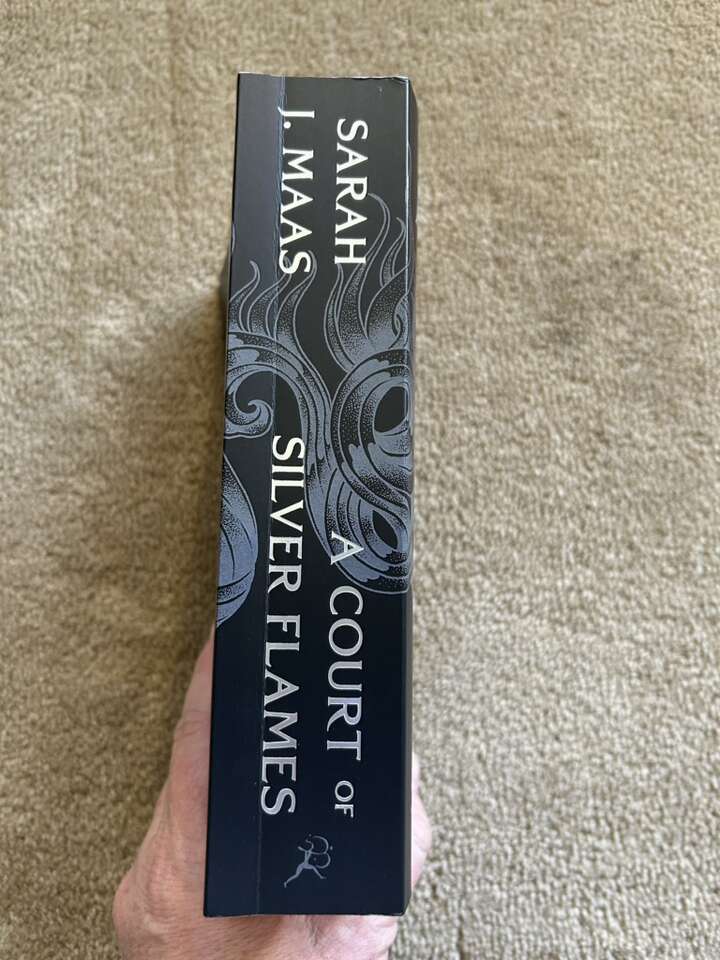 SARAH
J. MAAS
A COURT OF
SILVER FLAMES